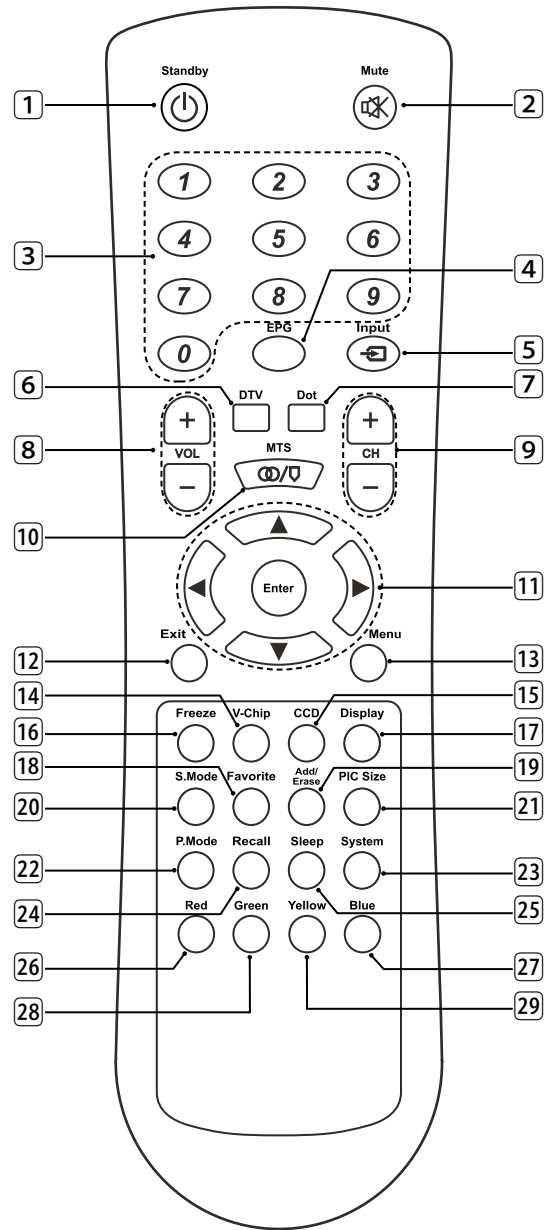 Standby Mute
1 2
1 2 3
3 4 5 6 4
7 8 9
EPG Input
0 5
6 DTV Dot 7
+ +
8 VOL MTS CH 9
– –
10
Enter 11
Exit Menu
12 13
14 15
Freeze V-Chip CCD Display
16 17
18 Add/ 19
S.Mode Favorite Erase PIC Size
20 21
P.Mode Recall Sleep System
22 23
24 25
Red Green Yellow Blue
26 27
28 29